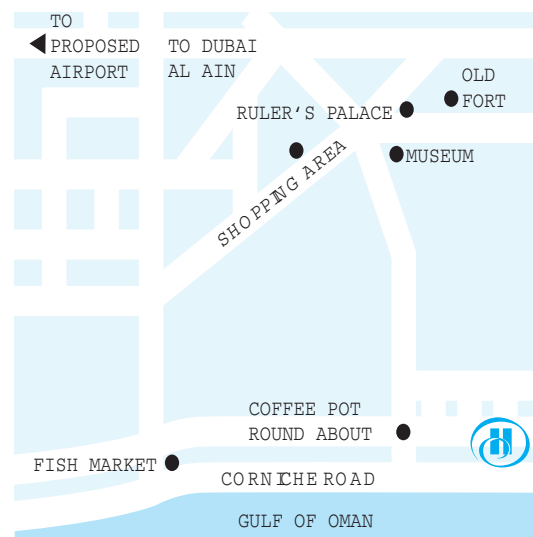 TO
PROPOSED
AIRPORT
TO DUBAI
AL AIN
OLD
FORT
RULER'S PALACE
MUSEUM
SHOPPING AREA
COFFEE POT
ROUND ABOUT
FISH MARKET
CORNICHE ROAD
GULF OF OMAN